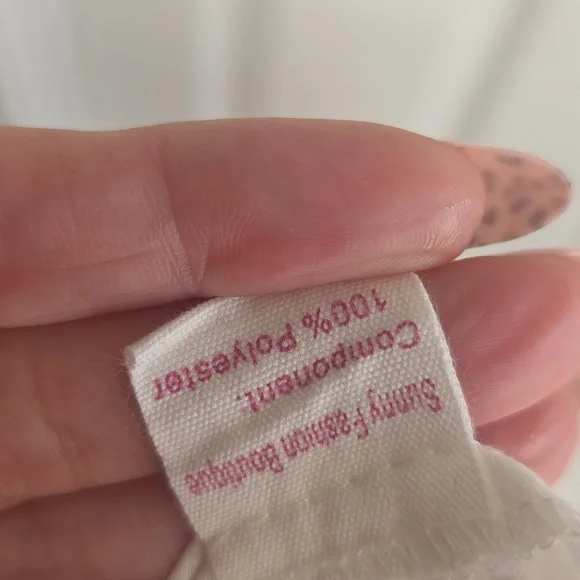 Sunny Fashion Boutique
Component:
100% Polyester